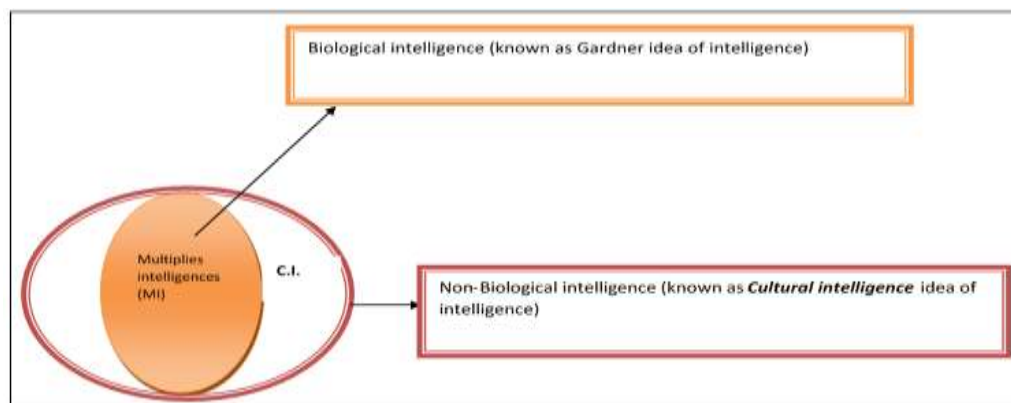 Biological intelligence (known as Gardner idea of intelligence)
Multiplies
intelligences
(MI)
C.I.
Non-Biological intelligence (known as Cultural intelligence idea of
intelligence)